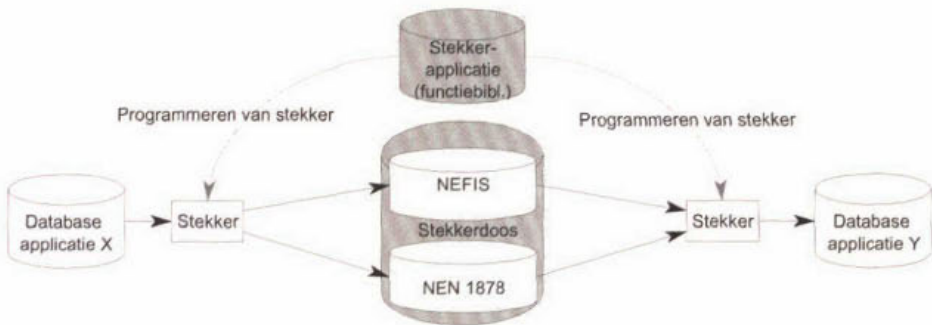 Stekker-
applicatie
(functiebibl.)
Programmeren van stekker
Programmeren van stekker
Database
applicatie X
Stekker
NEFIS
Stekkerdoos
NEN 1878
Stekker
Database
applicatie Y